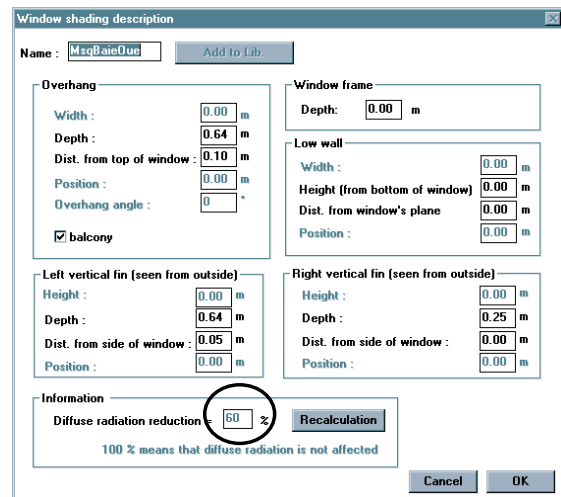 Window shading description
Name : MsqBaieOue Add to Lib.
Overhang
Width : 0.00 m
Depth : 0.64 m
Dist. from top of window : 0.10 m
Position : 0.00 m
Overhang angle : 0 °
balcony
Window frame
Depth: 0.00 m
Low wall
Width : 0.00 m
Height (from bottom of window) 0.00 m
Dist. from window's plane 0.00 m
Position : 0.00 m
Left vertical fin (seen from outside)
Height : 0.00 m
Depth : 0.64 m
Dist. from side of window : 0.05 m
Position : 0.00 m
Right vertical fin (seen from outside)
Height : 0.00 m
Depth : 0.25 m
Dist. from side of window : 0.00 m
Position : 0.00 m
Information
Diffuse radiation reduction = 60 % Recalculation
100 % means that diffuse radiation is not affected
Cancel OK